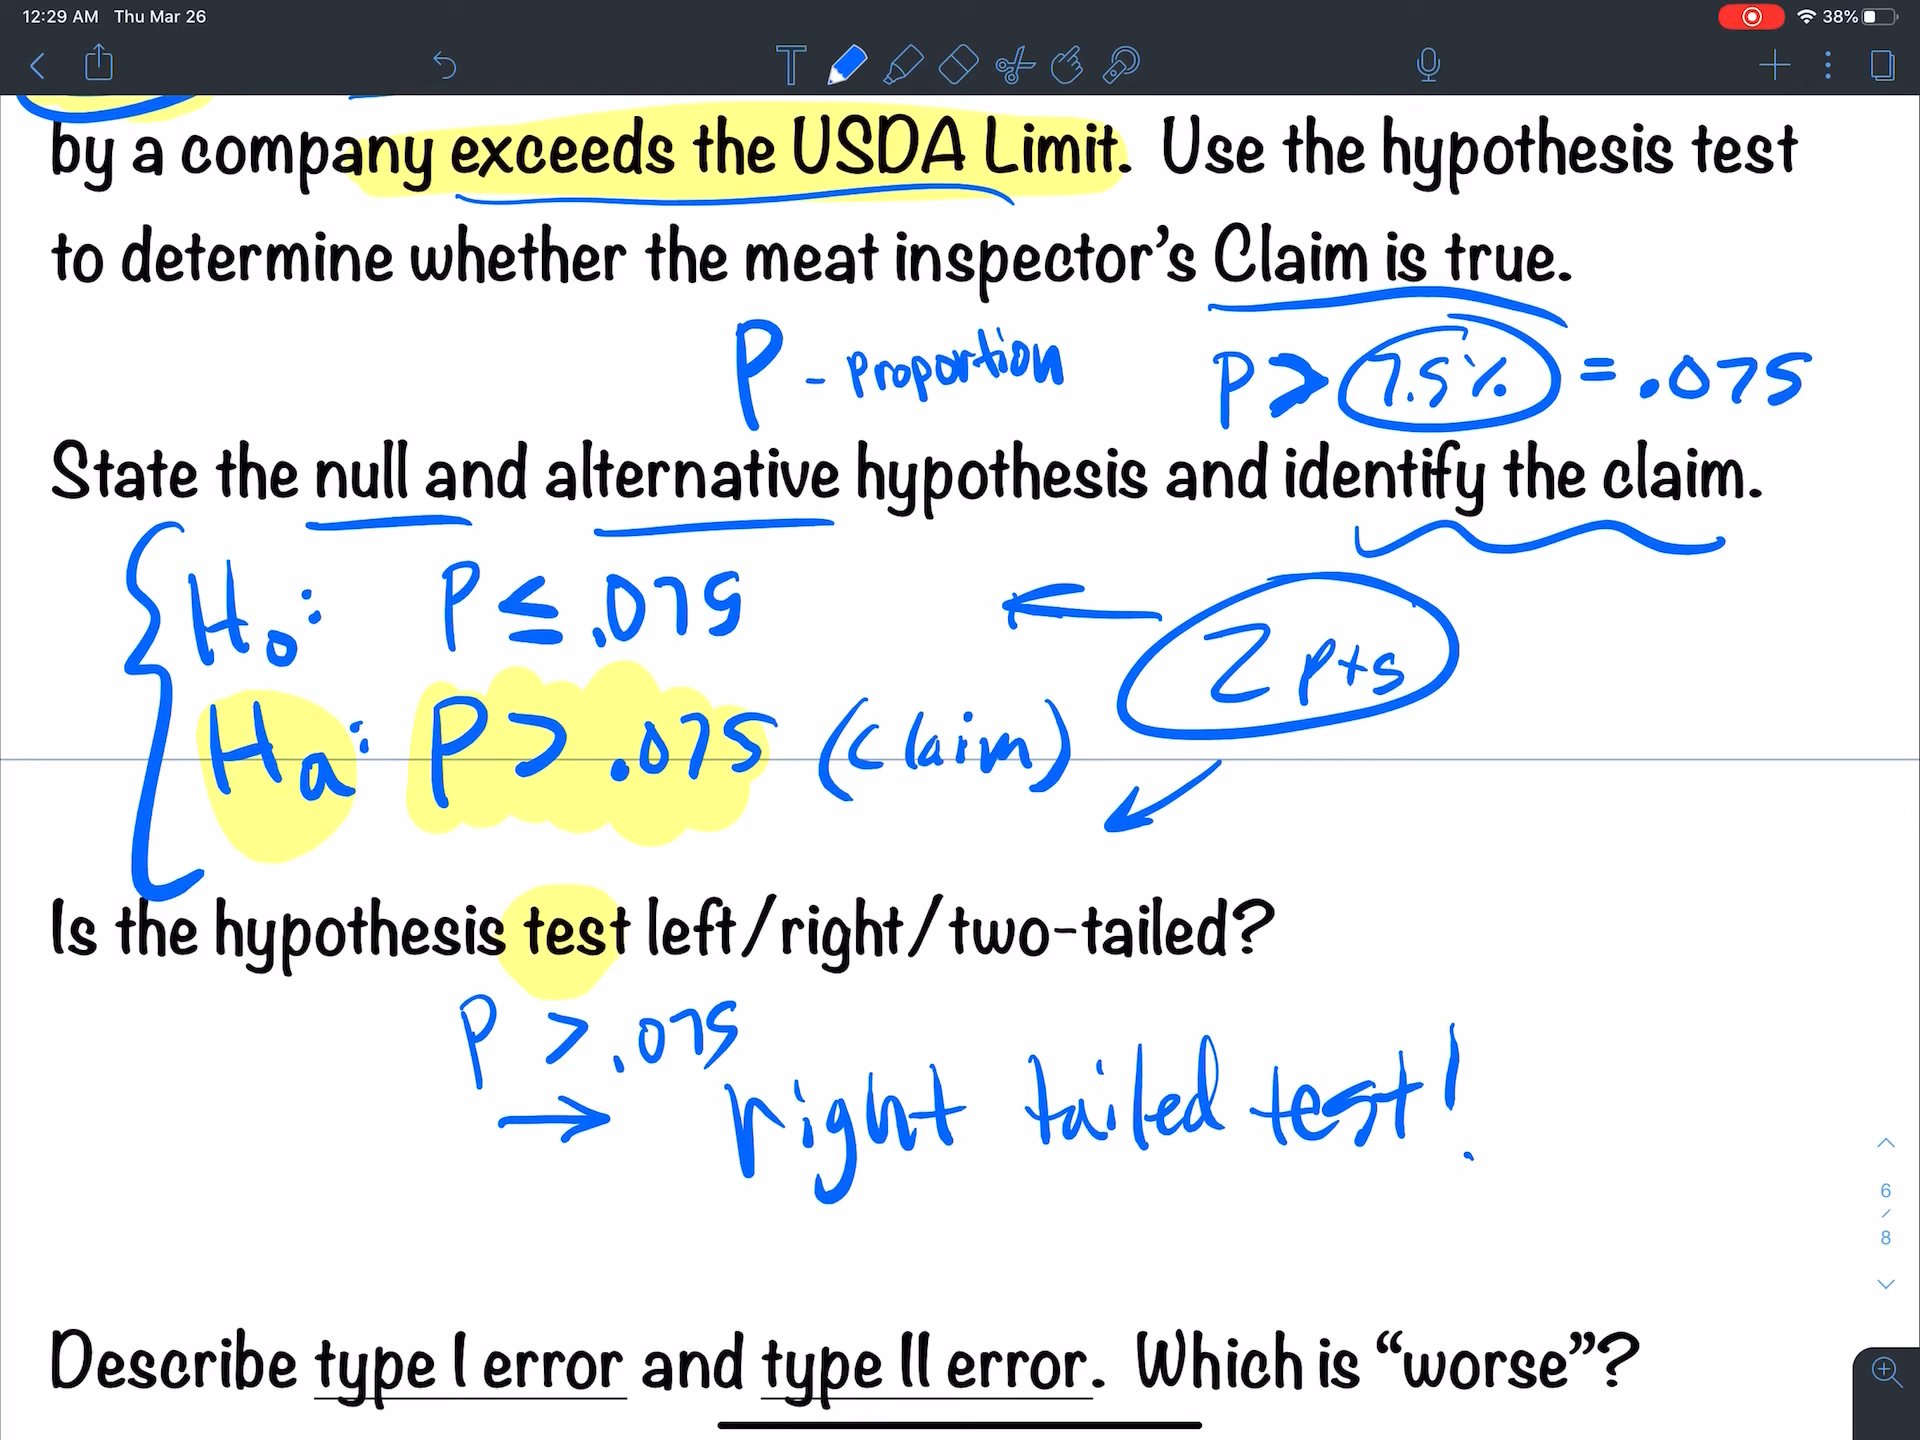 12:29 AM Thu Mar 26 38%
by a company exceeds the USDA Limit. Use the hypothesis test
to determine whether the meat inspector's Claim is true.
P - Proportion P > 7.5% = .075
State the null and alternative hypothesis and identify the claim.
H₀: P ≤ .075
2 pts
Hₐ: P > .075 (claim)
Is the hypothesis test left/right/two-tailed?
P > .075
→ right tailed test!
6
/
8
Describe type I error and type II error. Which is “worse”?